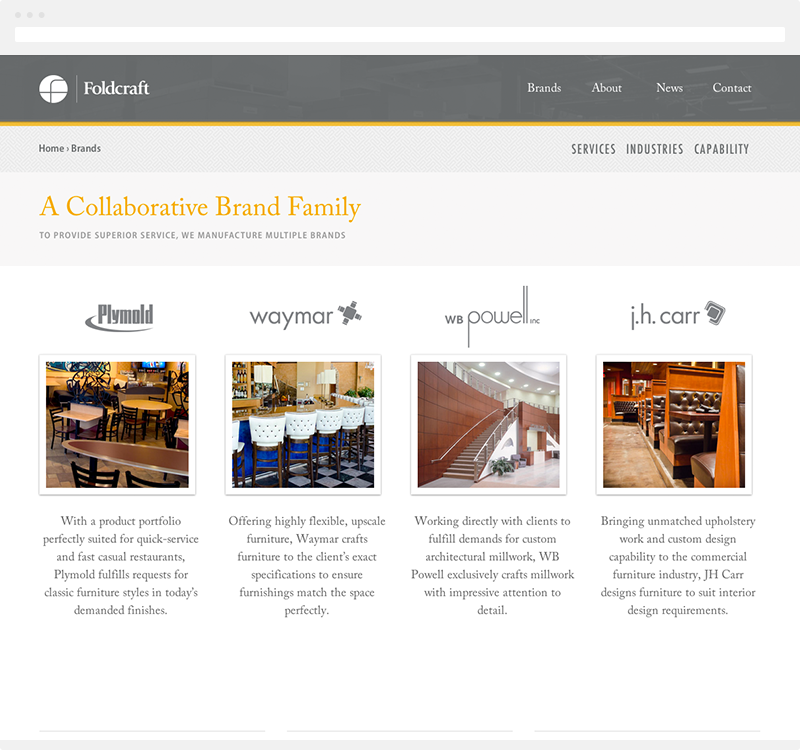 Foldcraft
Brands About News Contact
Home › Brands
SERVICES INDUSTRIES CAPABILITY
A Collaborative Brand Family
TO PROVIDE SUPERIOR SERVICE, WE MANUFACTURE MULTIPLE BRANDS
Plymold
waymar
WB powell inc
j.h. carr
With a product portfolio
perfectly suited for quick-service
and fast casual restaurants,
Plymold fulfills requests for
classic furniture styles in today's
demanded finishes.
Offering highly flexible, upscale
furniture, Waymar crafts
furniture to the client's exact
specifications to ensure
furnishings match the space
perfectly.
Working directly with clients to
fulfill demands for custom
architectural millwork, WB
Powell exclusively crafts millwork
with impressive attention to
detail.
Bringing unmatched upholstery
work and custom design
capability to the commercial
furniture industry, JH Carr
designs furniture to suit interior
design requirements.